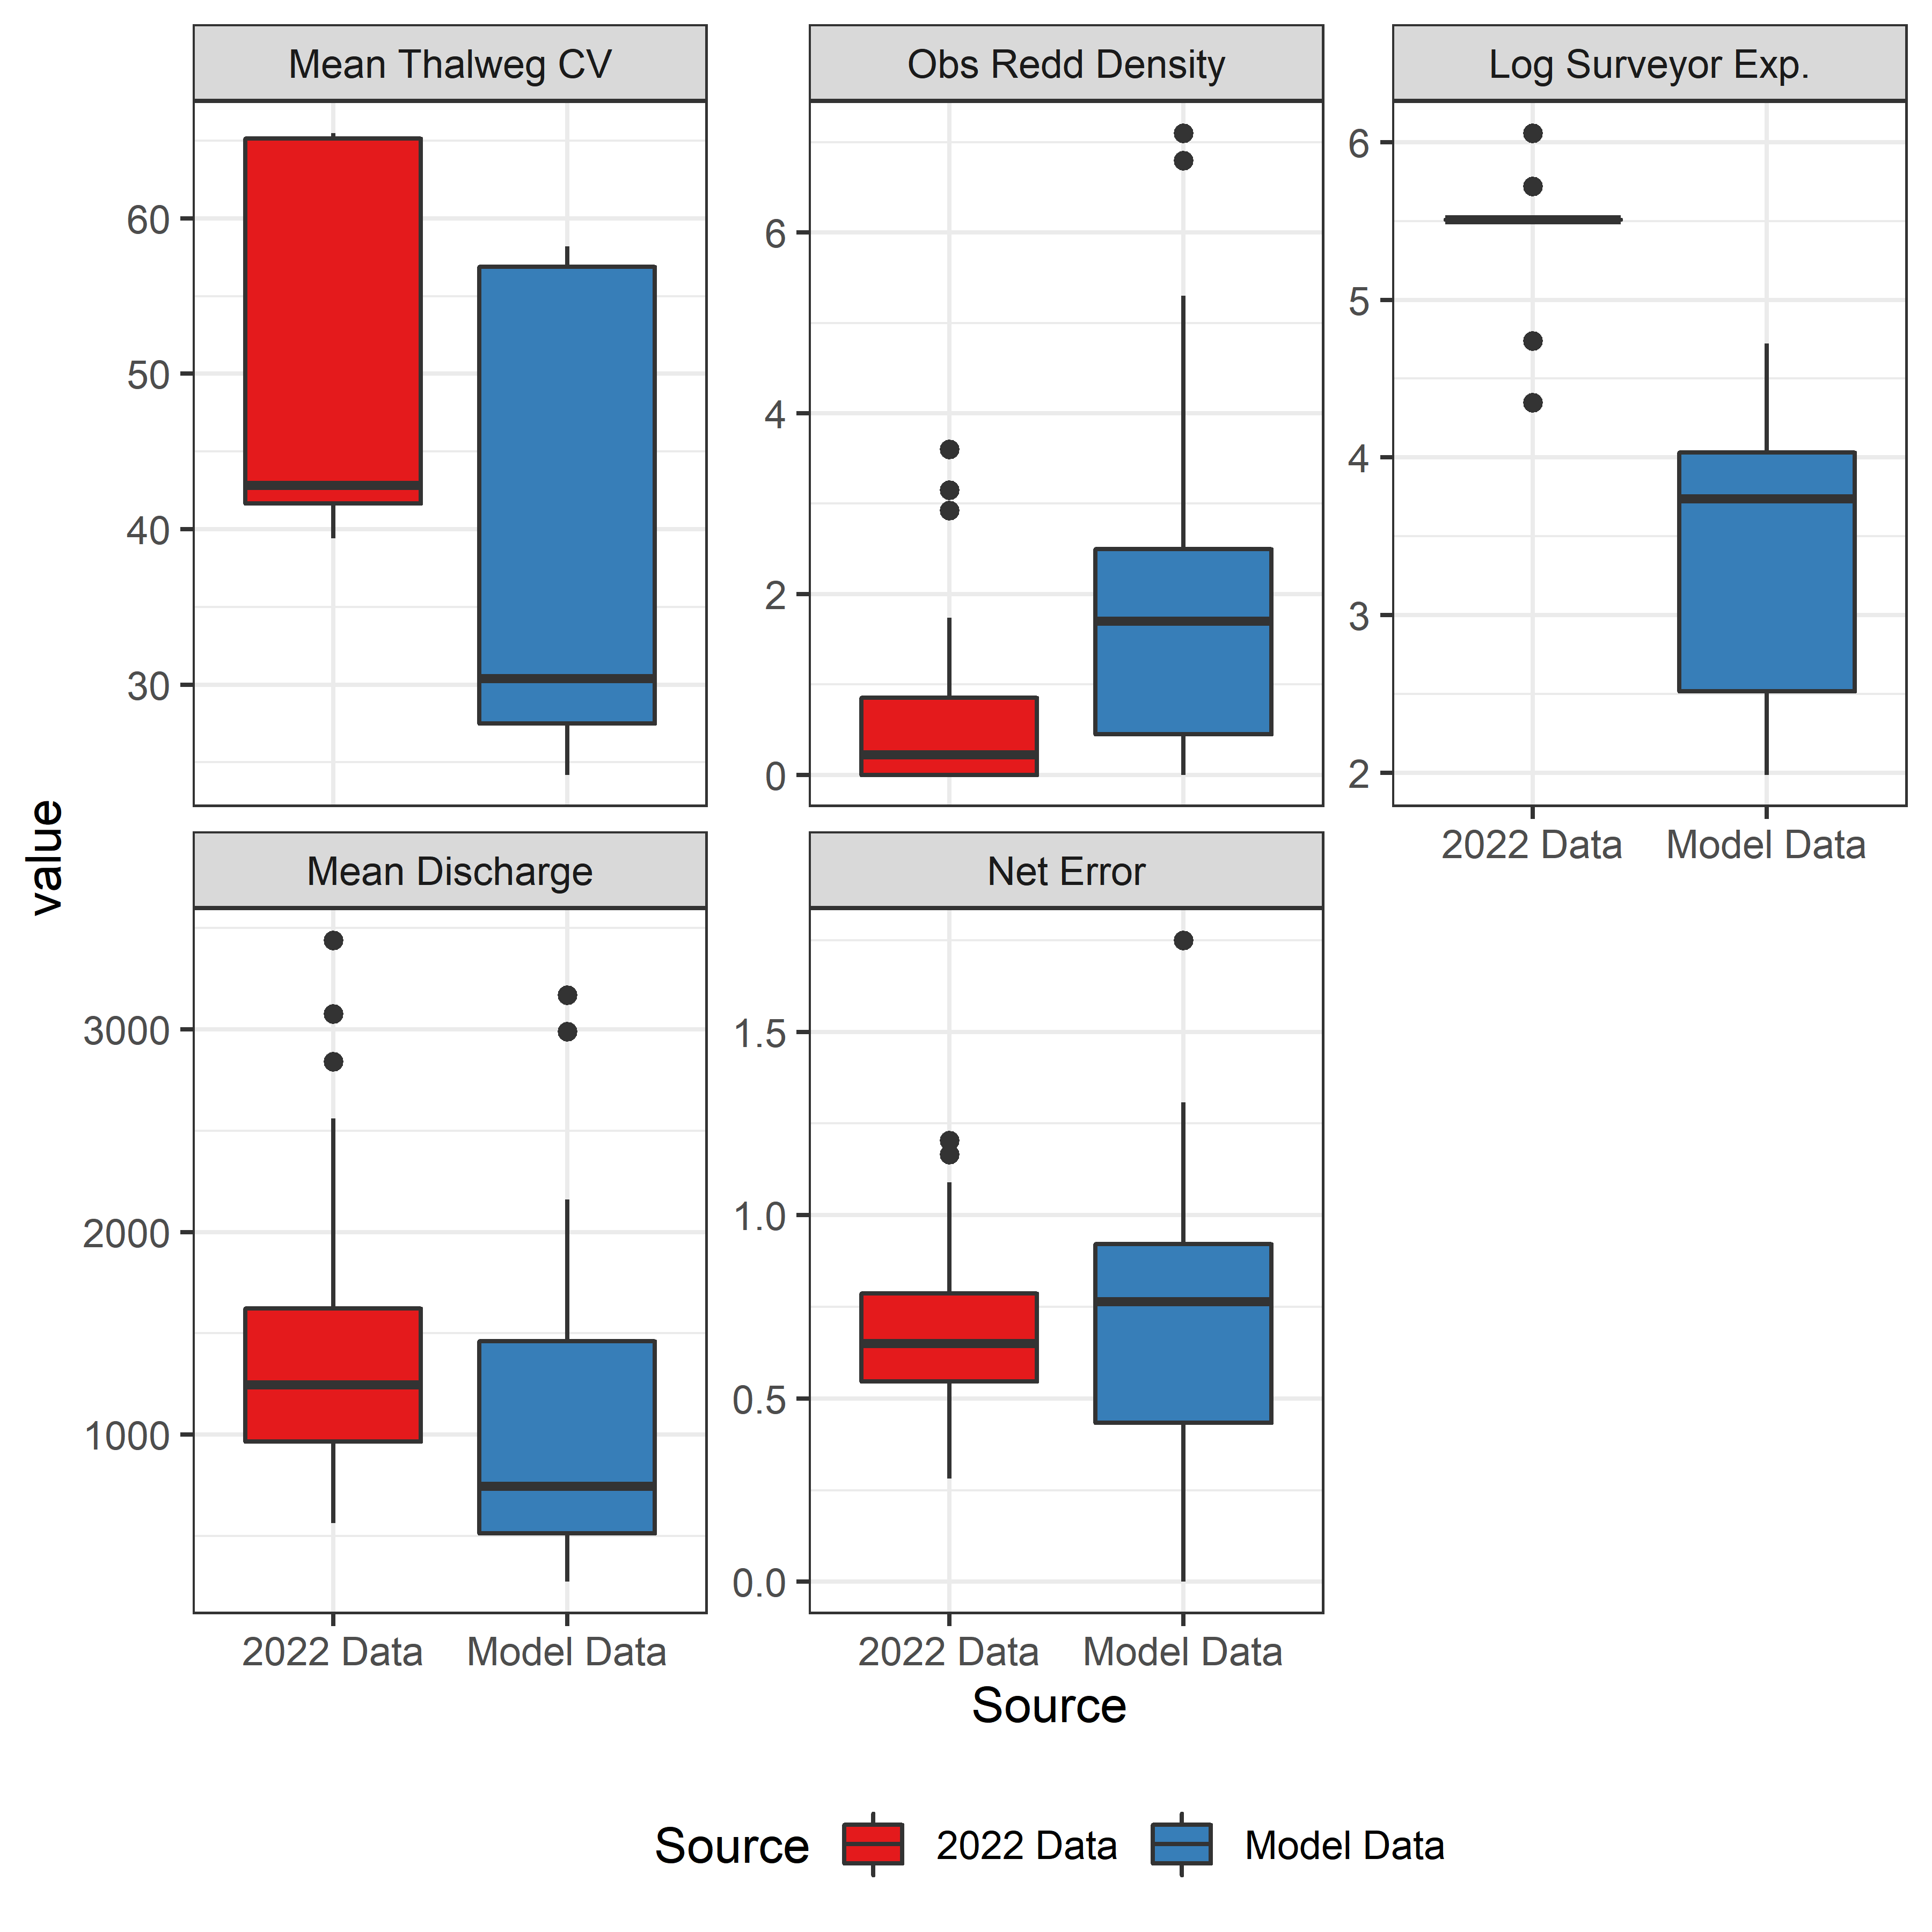 Mean Thalweg CV
Obs Redd Density
Log Surveyor Exp.
60
50
40
30
6
4
2
0
6
5
4
3
2
2022 Data Model Data
value
Mean Discharge
Net Error
3000
2000
1000
1.5
1.0
0.5
0.0
2022 Data Model Data
2022 Data Model Data
Source
Source 2022 Data Model Data